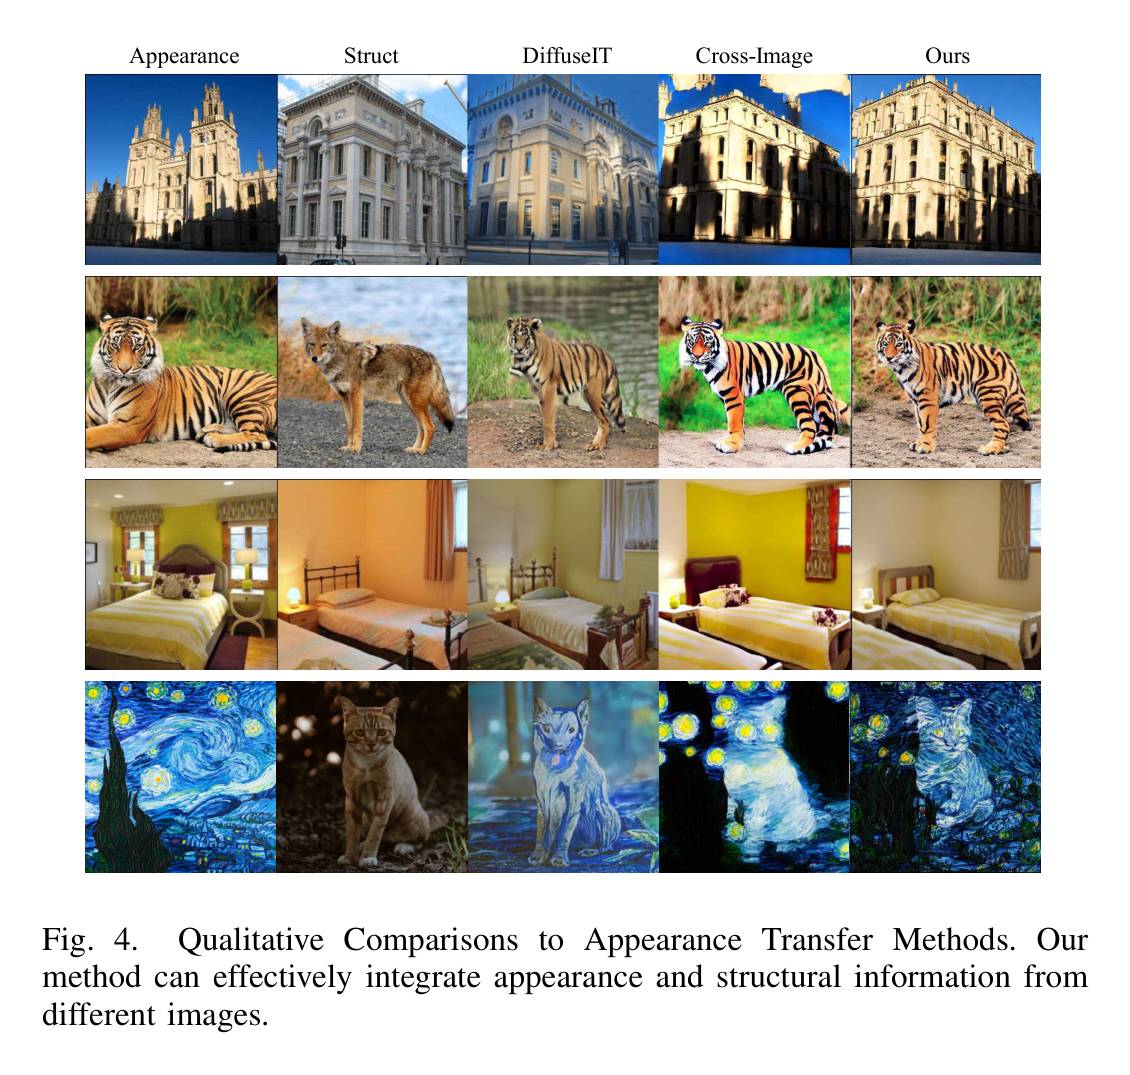 Appearance Struct DiffuseIT Cross-Image Ours
Fig. 4. Qualitative Comparisons to Appearance Transfer Methods. Our
method can effectively integrate appearance and structural information from
different images.